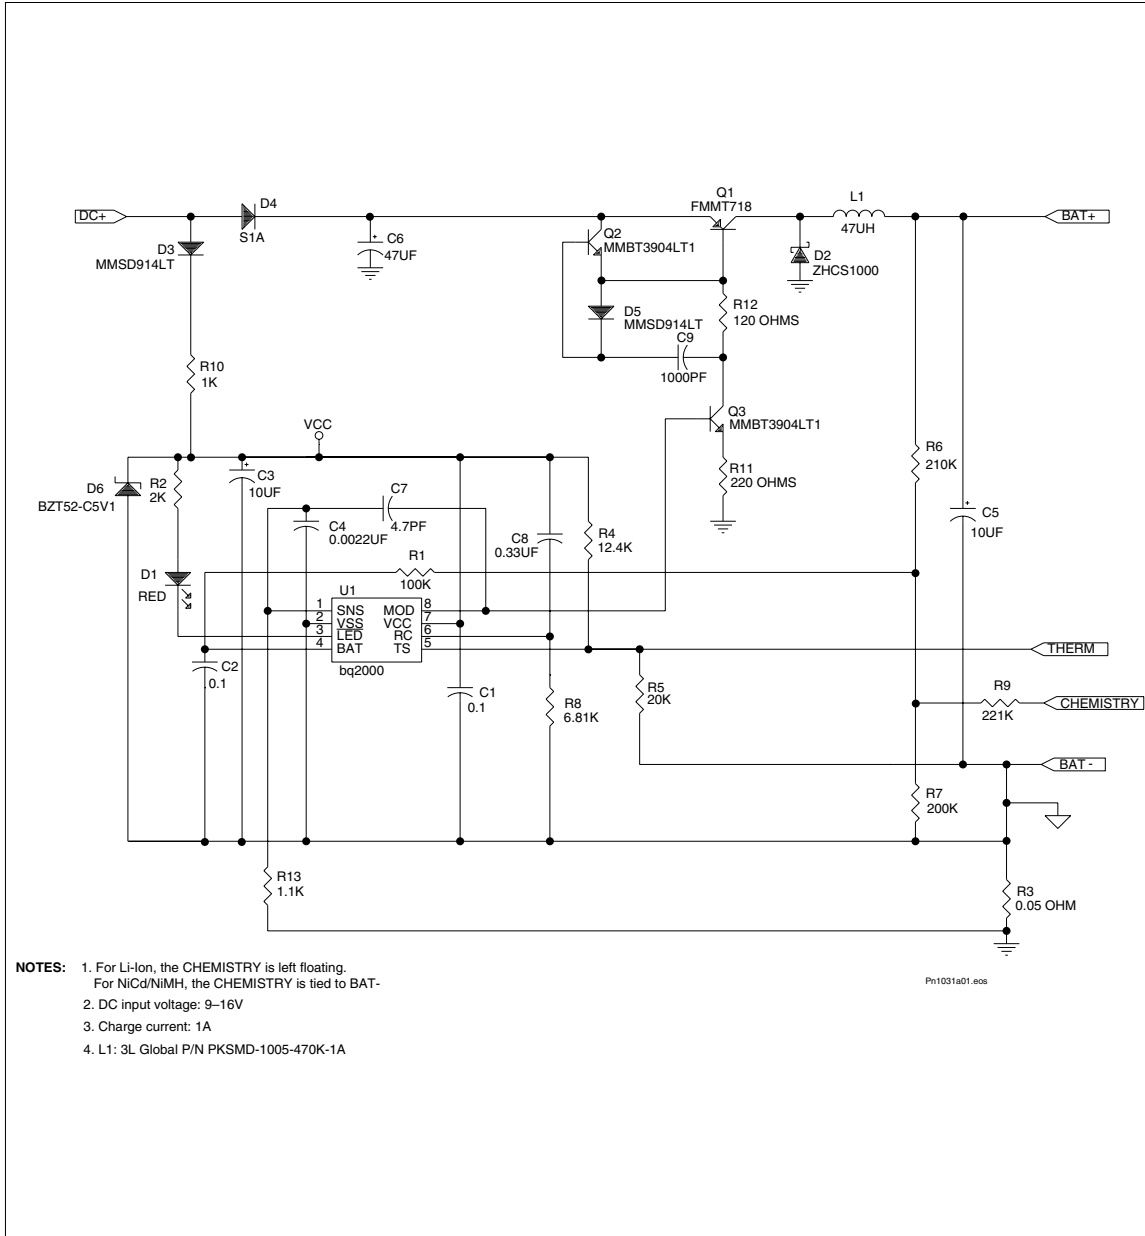 DC+
D4
S1A
D3
MMSD914LT
C6
47UF
Q2
MMBT3904LT1
Q1
FMMT718
L1
47UH
BAT+
D2
ZHCS1000
D5
MMSD914LT
R12
120 OHMS
C9
1000PF
R10
1K
Q3
MMBT3904LT1
VCC
R6
210K
R11
220 OHMS
D6
BZT52-C5V1
R2
2K
C3
10UF
C7
4.7PF
C4
0.0022UF
C8
0.33UF
R4
12.4K
C5
10UF
R1
100K
D1
RED
U1
1 SNS MOD 8
2 VSS VCC 7
3 LED RC 6
4 BAT TS 5
bq2000
THERM
C2
0.1
C1
0.1
R8
6.81K
R5
20K
R9
221K
CHEMISTRY
BAT -
R7
200K
R13
1.1K
R3
0.05 OHM
NOTES: 1. For Li-Ion, the CHEMISTRY is left floating.
For NiCd/NiMH, the CHEMISTRY is tied to BAT-
2. DC input voltage: 9–16V
3. Charge current: 1A
4. L1: 3L Global P/N PKSMD-1005-470K-1A
Pn1031a01.eos